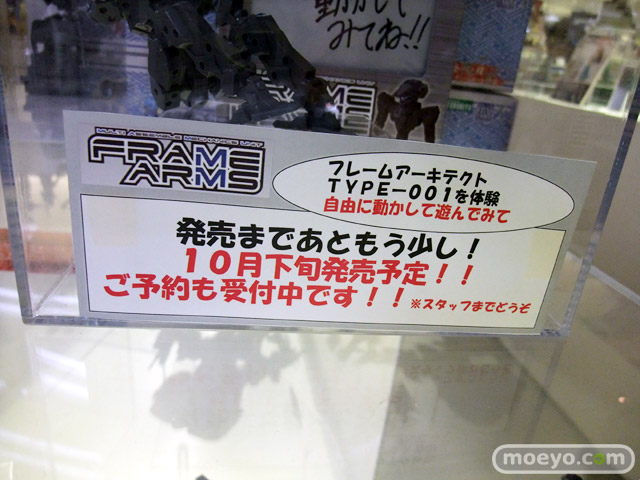 動かして
みてね!!
MULTI ASSEMBLE MECHANICS UNIT
FRAME
ARMS
フレームアーキテクト
TYPE-001を体験
自由に動かして遊んでみて
発売まであともう少し!
10月下旬発売予定!!
ご予約も受付中です!!※スタッフまでどうぞ
moeyo.com